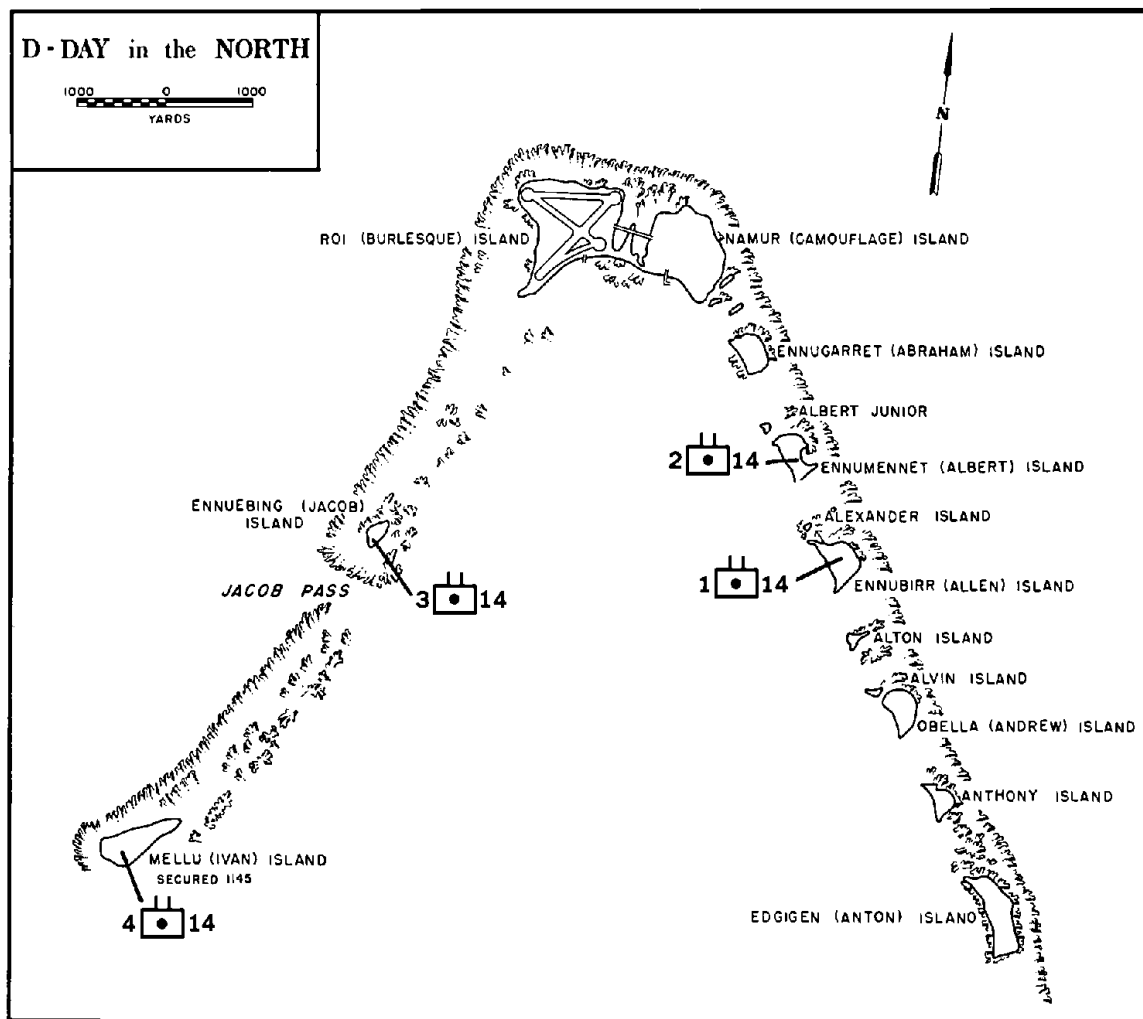 D-DAY in the NORTH
1000 0 1000
YARDS
N
ROI (BURLESQUE) ISLAND
NAMUR (CAMOUFLAGE) ISLAND
ENNUGARRET (ABRAHAM) ISLAND
ALBERT JUNIOR
2 14
ENNUMENNET (ALBERT) ISLAND
ENNUEBING (JACOB)
ISLAND
ALEXANDER ISLAND
JACOB PASS
3 14
1 14
ENNUBIRR (ALLEN) ISLAND
ALTON ISLAND
ALVIN ISLAND
OBELLA (ANDREW) ISLAND
ANTHONY ISLAND
MELLU (IVAN) ISLAND
SECURED 1145
4 14
EDGIGEN (ANTON) ISLAND